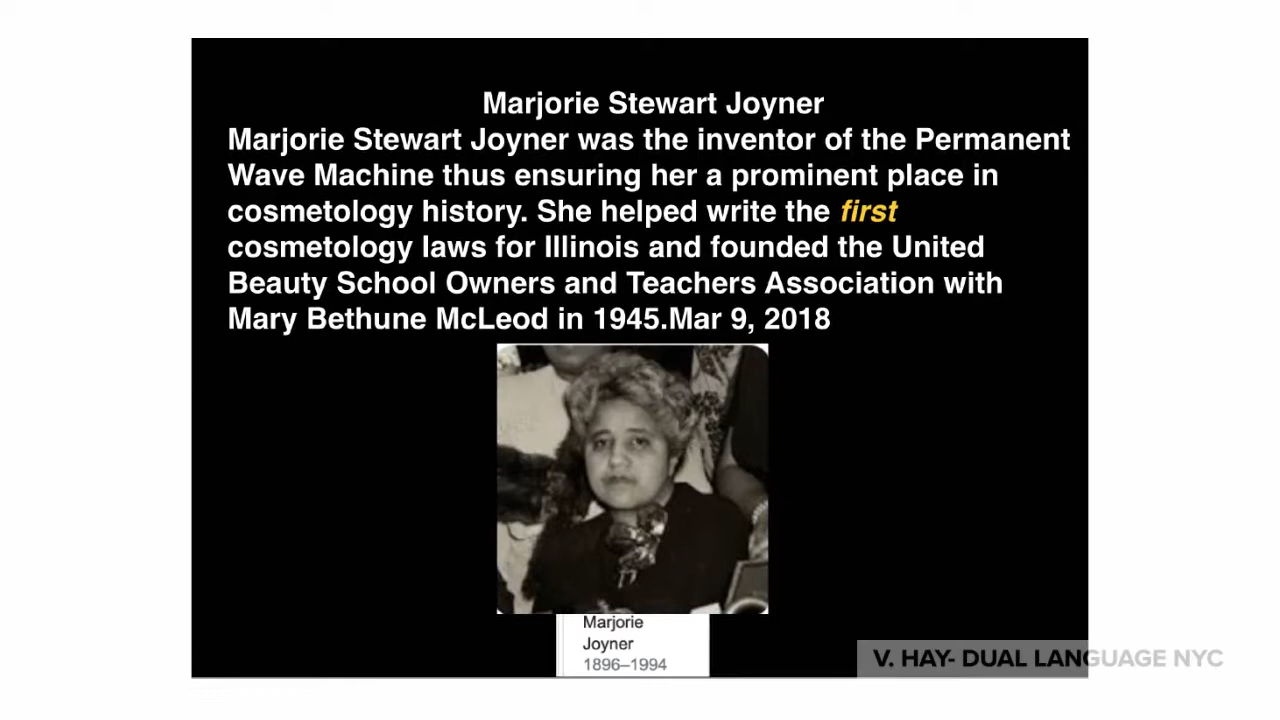 Marjorie Stewart Joyner
Marjorie Stewart Joyner was the inventor of the Permanent
Wave Machine thus ensuring her a prominent place in
cosmetology history. She helped write the first
cosmetology laws for Illinois and founded the United
Beauty School Owners and Teachers Association with
Mary Bethune McLeod in 1945.Mar 9, 2018
Marjorie
Joyner
1896–1994
V. HAY- DUAL LANGUAGE NYC